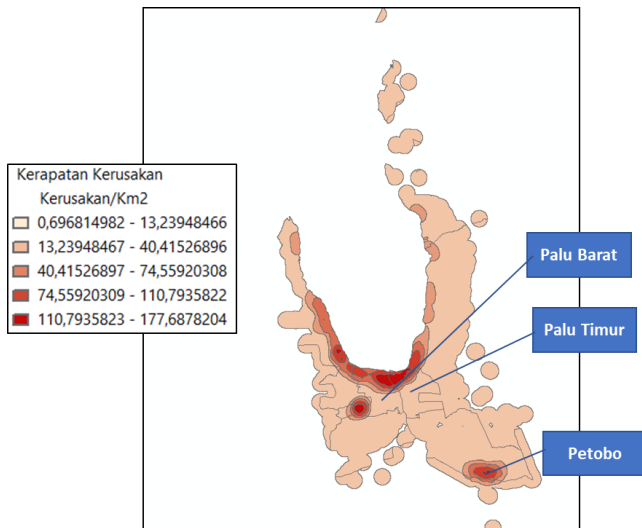 Kerapatan Kerusakan
Kerusakan/Km2
0,696814982 - 13,23948466
13,23948467 - 40,41526896
40,41526897 - 74,55920308
74,55920309 - 110,7935822
110,7935823 - 177,6878204
Palu Barat
Palu Timur
Petobo